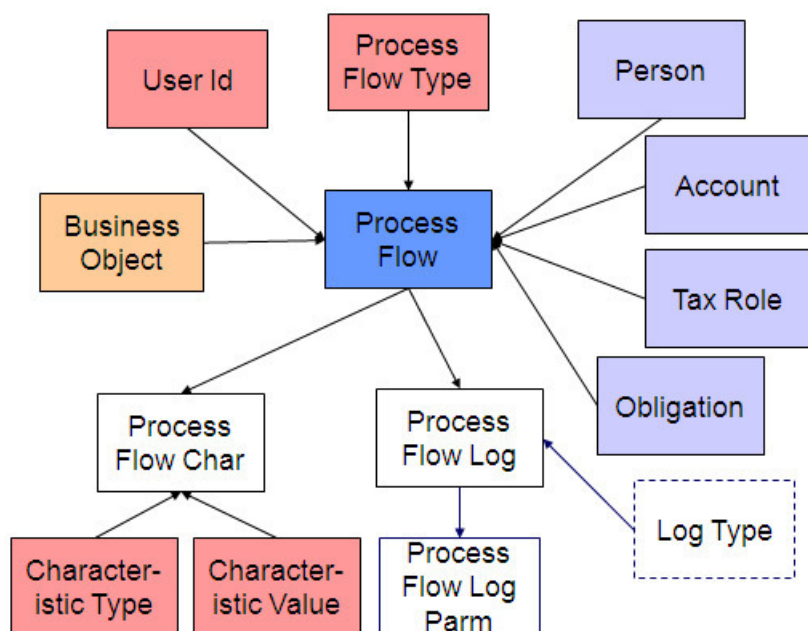 User Id
Process
Flow Type
Person
Account
Business
Object
Process
Flow
Tax Role
Obligation
Process
Flow Char
Process
Flow Log
Log Type
Character-
istic Type
Character-
istic Value
Process
Flow Log
Parm